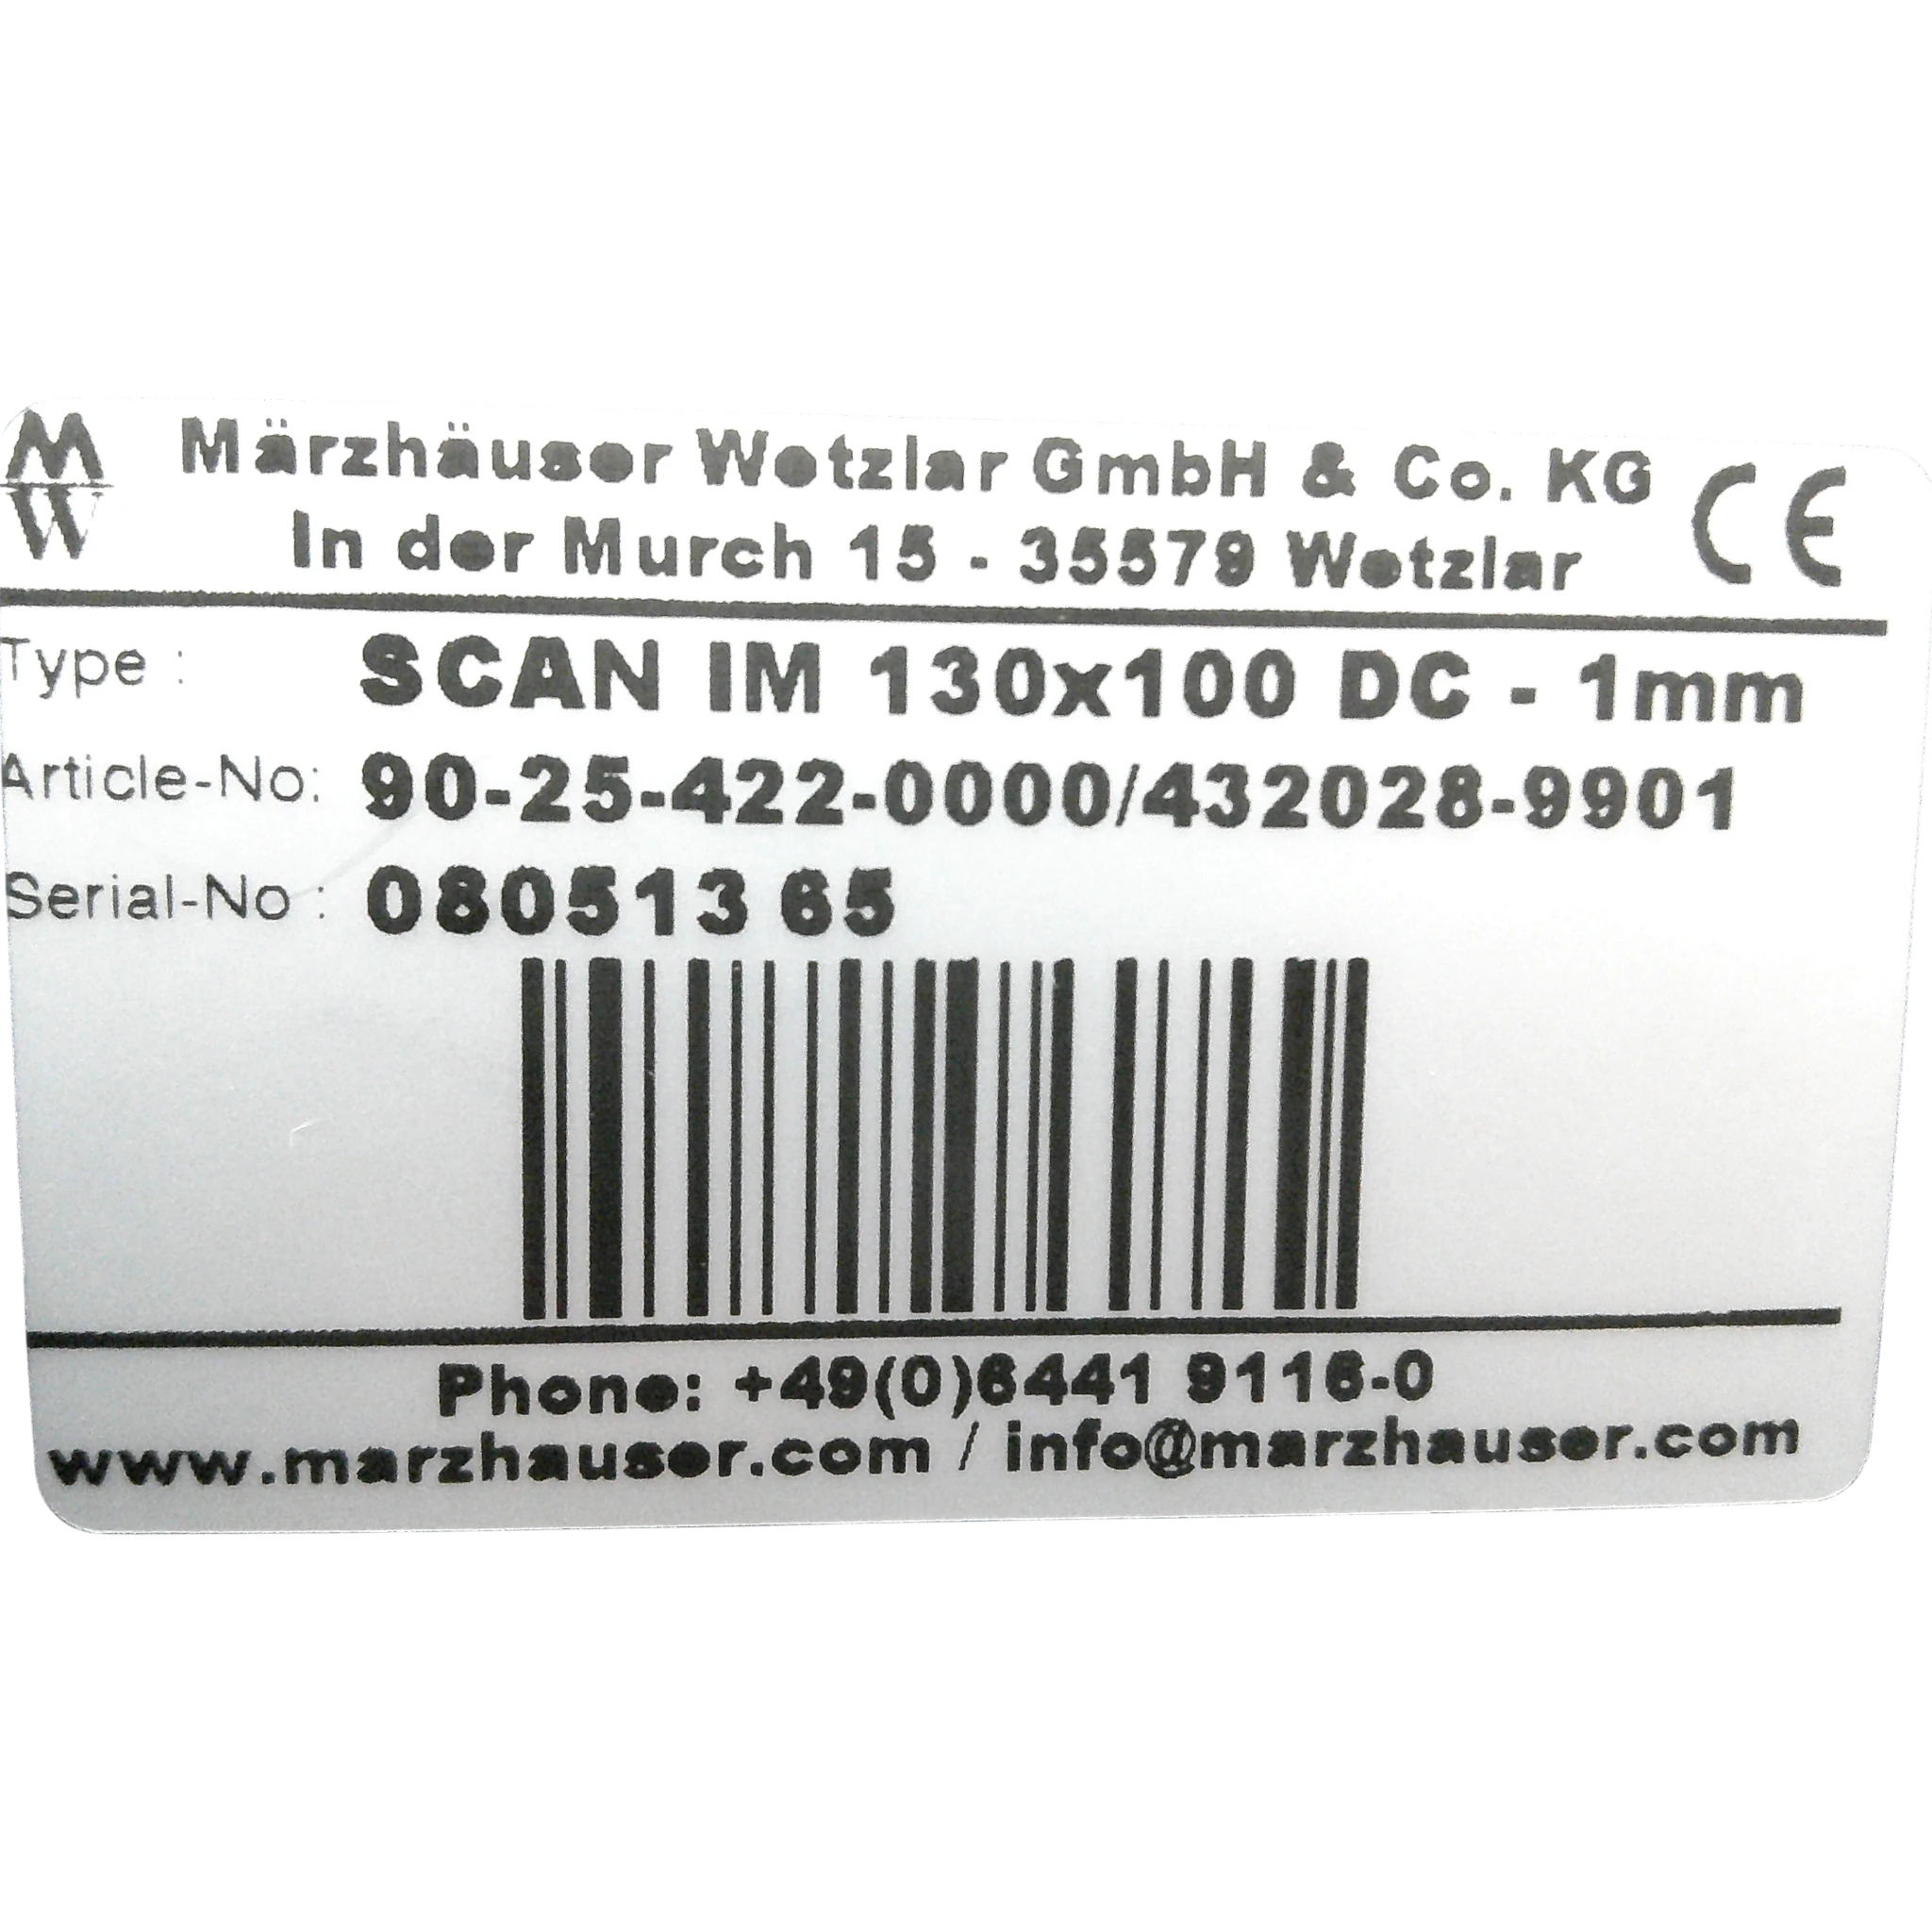 MW
Märzhäuser Wetzlar GmbH & Co. KG
In der Murch 15 - 35579 Wetzlar
CE
Type : SCAN IM 130x100 DC - 1mm
Article-No: 90-25-422-0000/432028-9901
Serial-No : 080513 65
Phone: +49(0)6441 9116-0
www.marzhauser.com / info@marzhauser.com